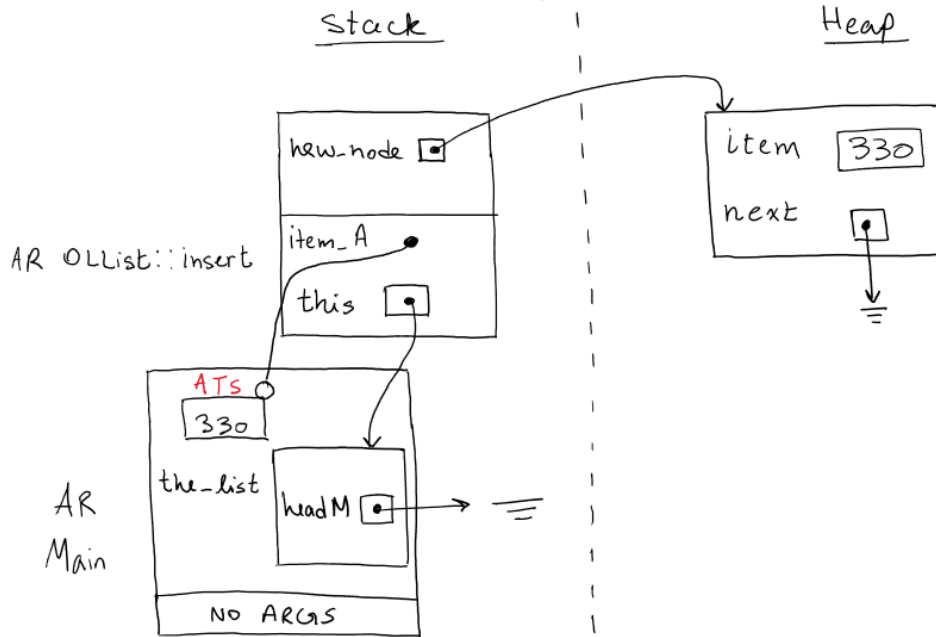 Stack
Heap
new_node
item 330
next
AR OLList::insert
item_A
this
ATS
330
the_list
headM
AR
Main
NO ARGS